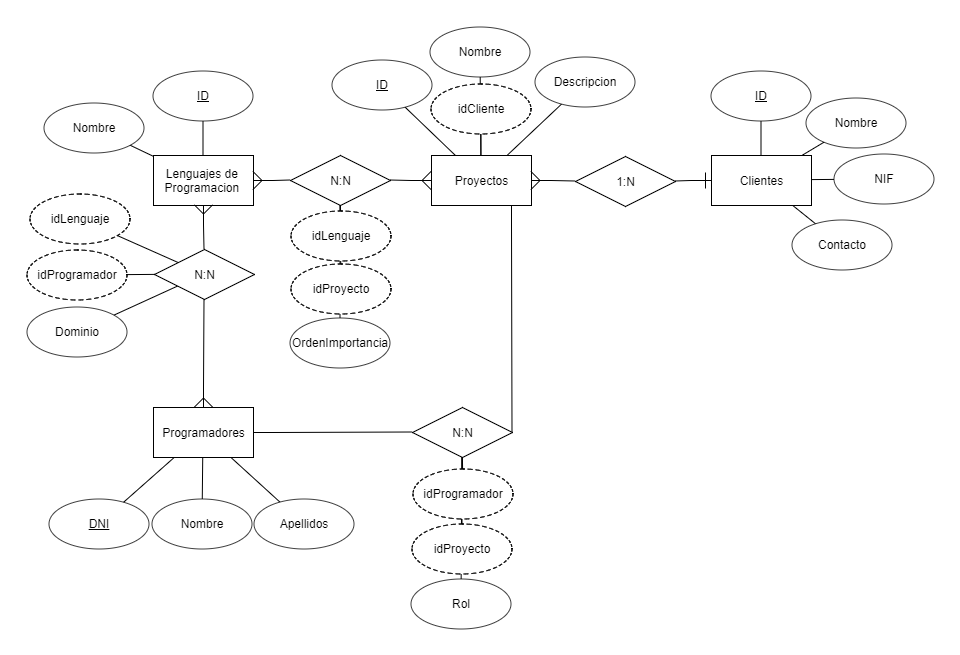 Nombre
ID
ID
Nombre
idCliente
Descripcion
ID
Nombre
NIF
Contacto
Lenguajes de
Programacion
N:N
Proyectos
1:N
Clientes
idLenguaje
idProgramador
Dominio
N:N
idLenguaje
idProyecto
OrdenImportancia
Programadores
N:N
DNI
Nombre
Apellidos
idProgramador
idProyecto
Rol